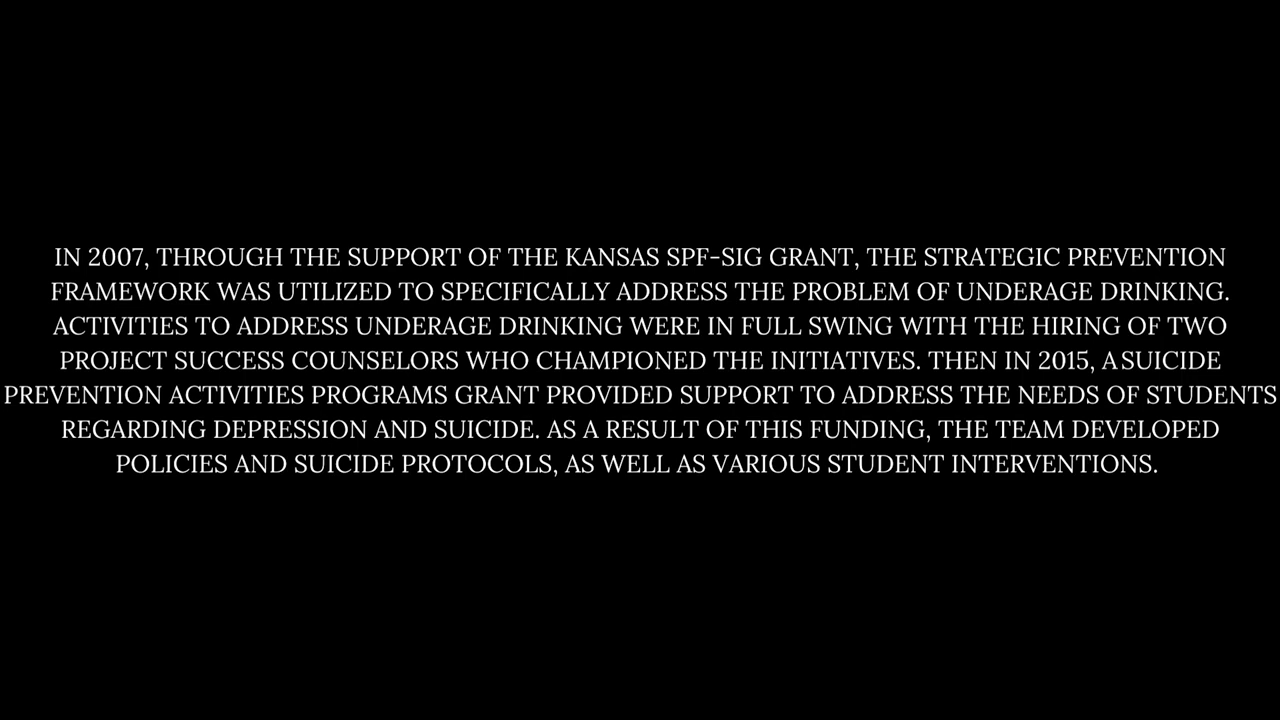 IN 2007, THROUGH THE SUPPORT OF THE KANSAS SPF-SIG GRANT, THE STRATEGIC PREVENTION
FRAMEWORK WAS UTILIZED TO SPECIFICALLY ADDRESS THE PROBLEM OF UNDERAGE DRINKING.
ACTIVITIES TO ADDRESS UNDERAGE DRINKING WERE IN FULL SWING WITH THE HIRING OF TWO
PROJECT SUCCESS COUNSELORS WHO CHAMPIONED THE INITIATIVES. THEN IN 2015, A SUICIDE
PREVENTION ACTIVITIES PROGRAMS GRANT PROVIDED SUPPORT TO ADDRESS THE NEEDS OF STUDENTS
REGARDING DEPRESSION AND SUICIDE. AS A RESULT OF THIS FUNDING, THE TEAM DEVELOPED
POLICIES AND SUICIDE PROTOCOLS, AS WELL AS VARIOUS STUDENT INTERVENTIONS.